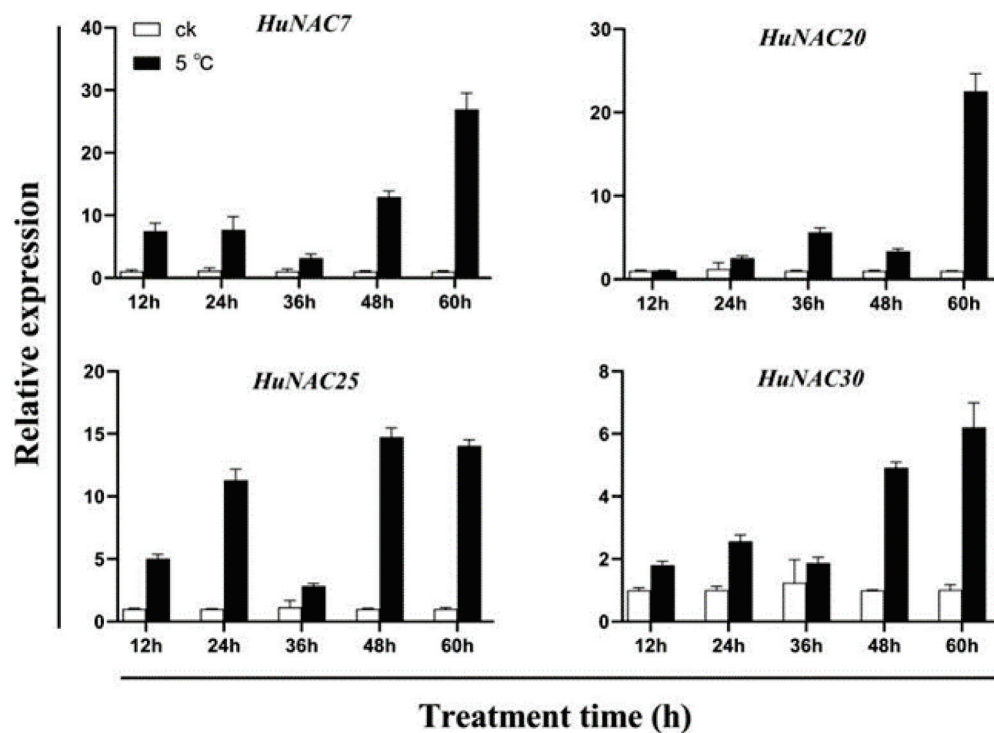 Relative expression
HuNAC7
ck
5 ℃
40
30
20
10
0
12h 24h 36h 48h 60h
HuNAC20
30
20
10
0
12h 24h 36h 48h 60h
HuNAC25
20
15
10
5
0
12h 24h 36h 48h 60h
HuNAC30
8
6
4
2
0
12h 24h 36h 48h 60h
Treatment time (h)